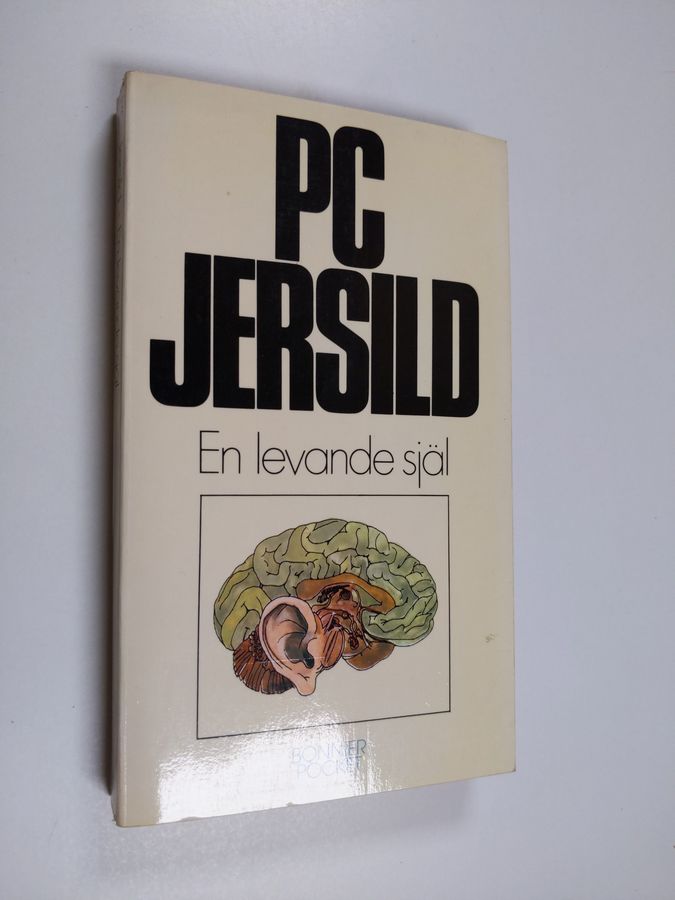 PC
JERSILD
En levande själ
BONNIER
POCKET